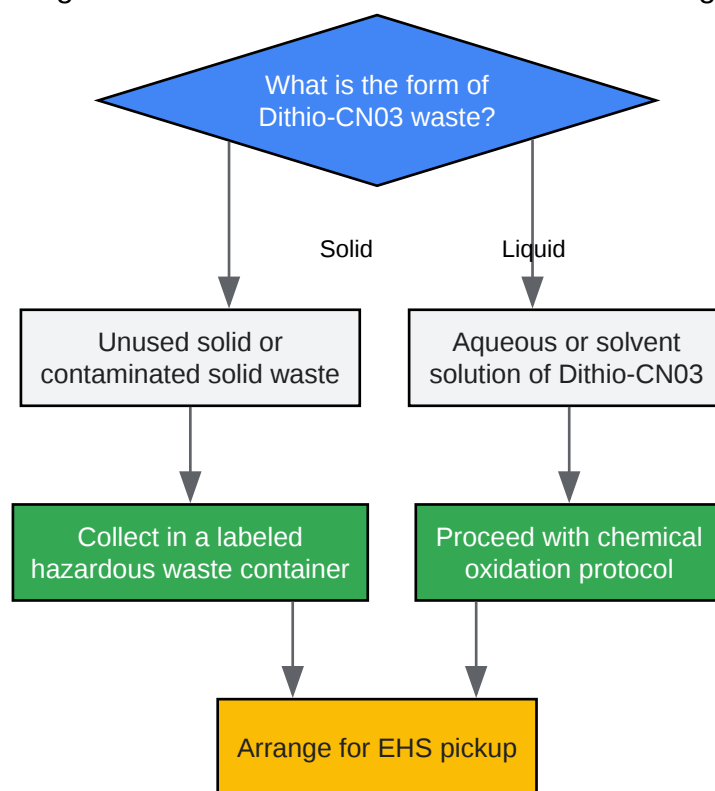 What is the form of
Dithio-CN03 waste?
Solid
Liquid
Unused solid or
contaminated solid waste
Aqueous or solvent
solution of Dithio-CN03
Collect in a labeled
hazardous waste container
Proceed with chemical
oxidation protocol
Arrange for EHS pickup